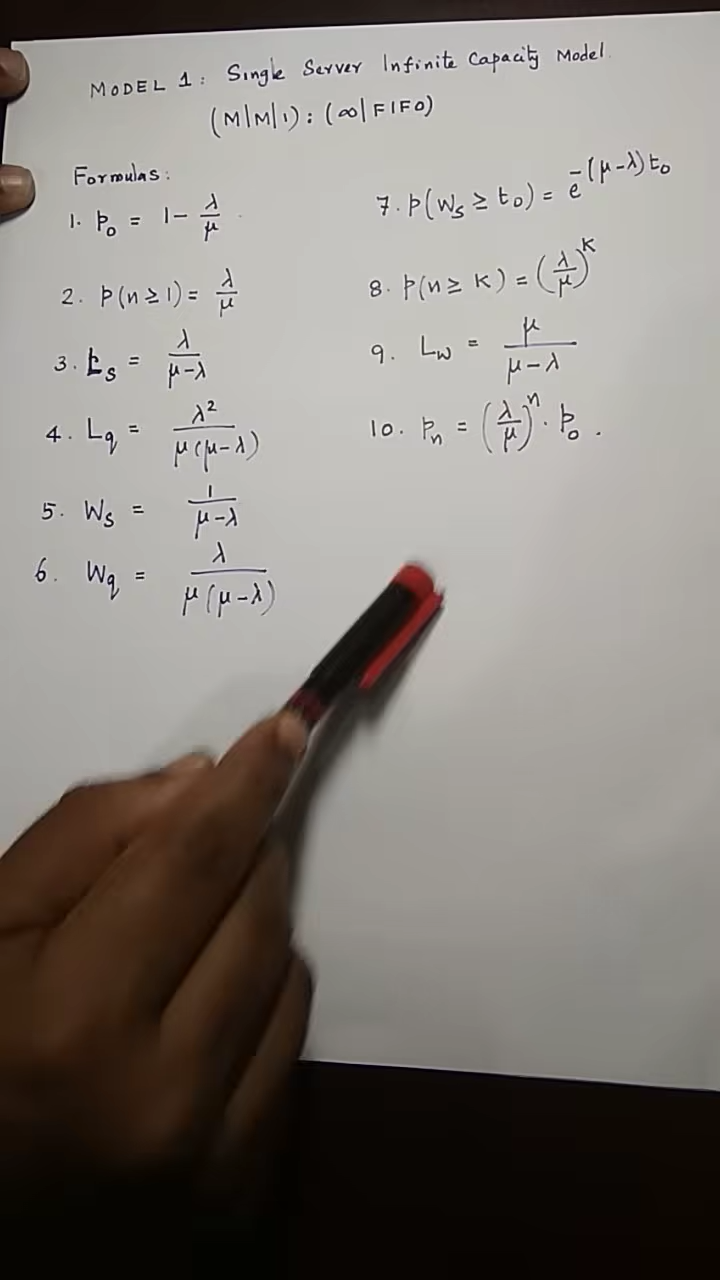 MODEL 1: Single Server Infinite Capacity Model
(M|M|1): (∞|FIFO)
Formulas:
1. p₀ = 1 - λ/μ
2. p(n ≥ 1) = λ/μ
3. Ls = λ/(μ-λ)
4. Lq = λ²/(μ(μ-λ))
5. Ws = 1/(μ-λ)
6. Wq = λ/(μ(μ-λ))
7. p(Ws ≥ t₀) = e^(-(μ-λ)t₀)
8. p(n ≥ K) = (λ/μ)^K
9. Lw = μ/(μ-λ)
10. pₙ = (λ/μ)^n . p₀.